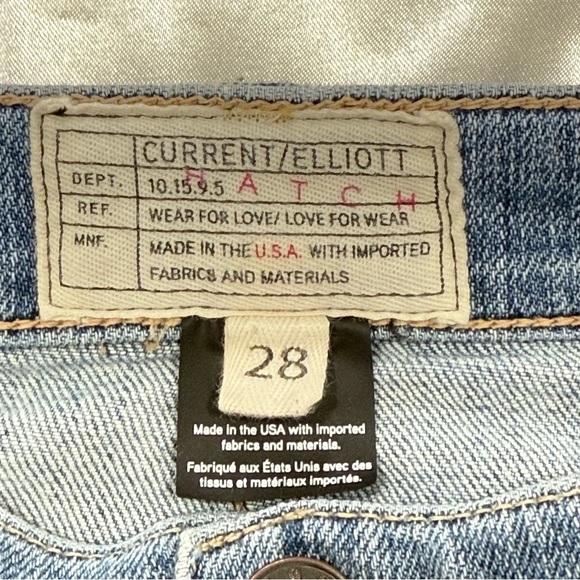 CURRENT/ELLIOTT
HATCH
DEPT. 10.15.9.5
REF. WEAR FOR LOVE/ LOVE FOR WEAR
MNF. MADE IN THE U.S.A. WITH IMPORTED
FABRICS AND MATERIALS
28
Made in the USA with imported
fabrics and materials.
Fabriqué aux États Unis avec des
tissus et matériaux importés.